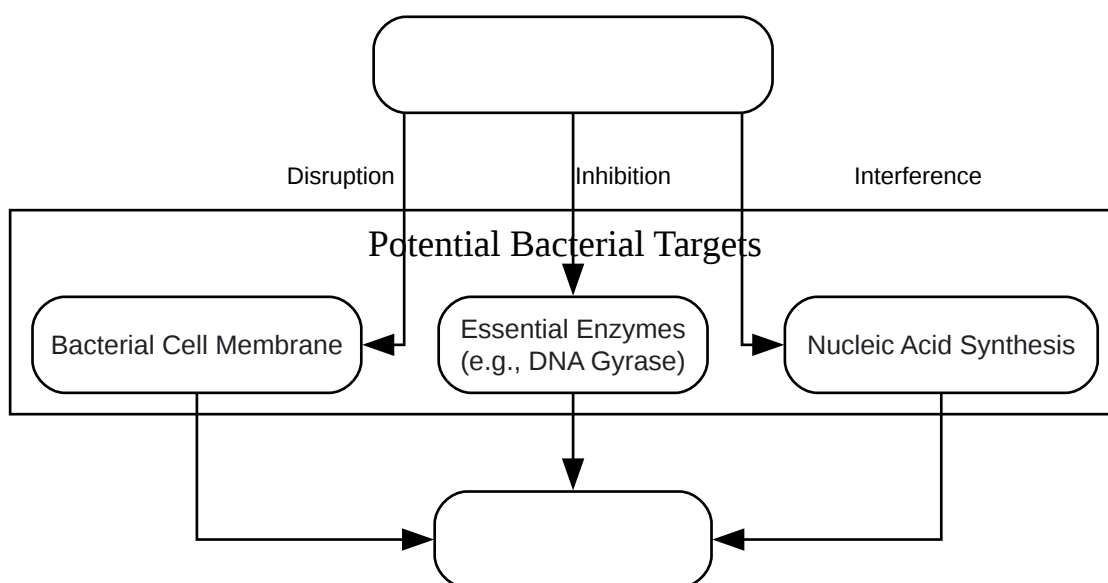 Disruption
Inhibition
Interference
Potential Bacterial Targets
Bacterial Cell Membrane
Essential Enzymes
(e.g., DNA Gyrase)
Nucleic Acid Synthesis